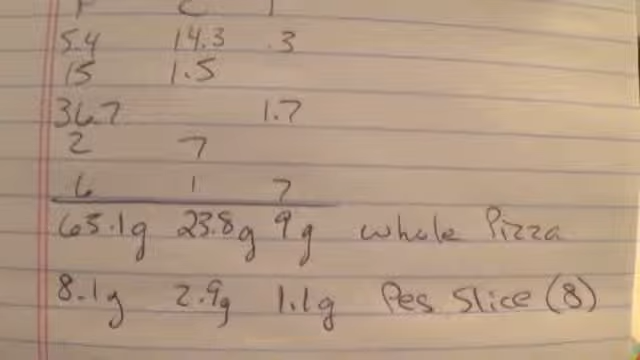 P C F
5.4 14.3 .3
15 1.5
36.7 1.7
2 7
6 1 7
65.1g 23.8g 9g whole Pizza
8.1g 2.9g 1.1g Per Slice (8)